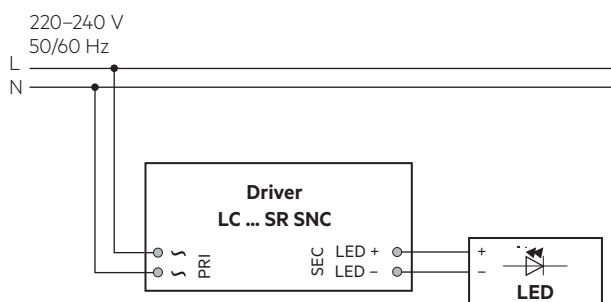 220–240 V
50/60 Hz
L
N
Driver
LC ... SR SNC
~ PRI SEC LED +
~ LED –
+
–
LED